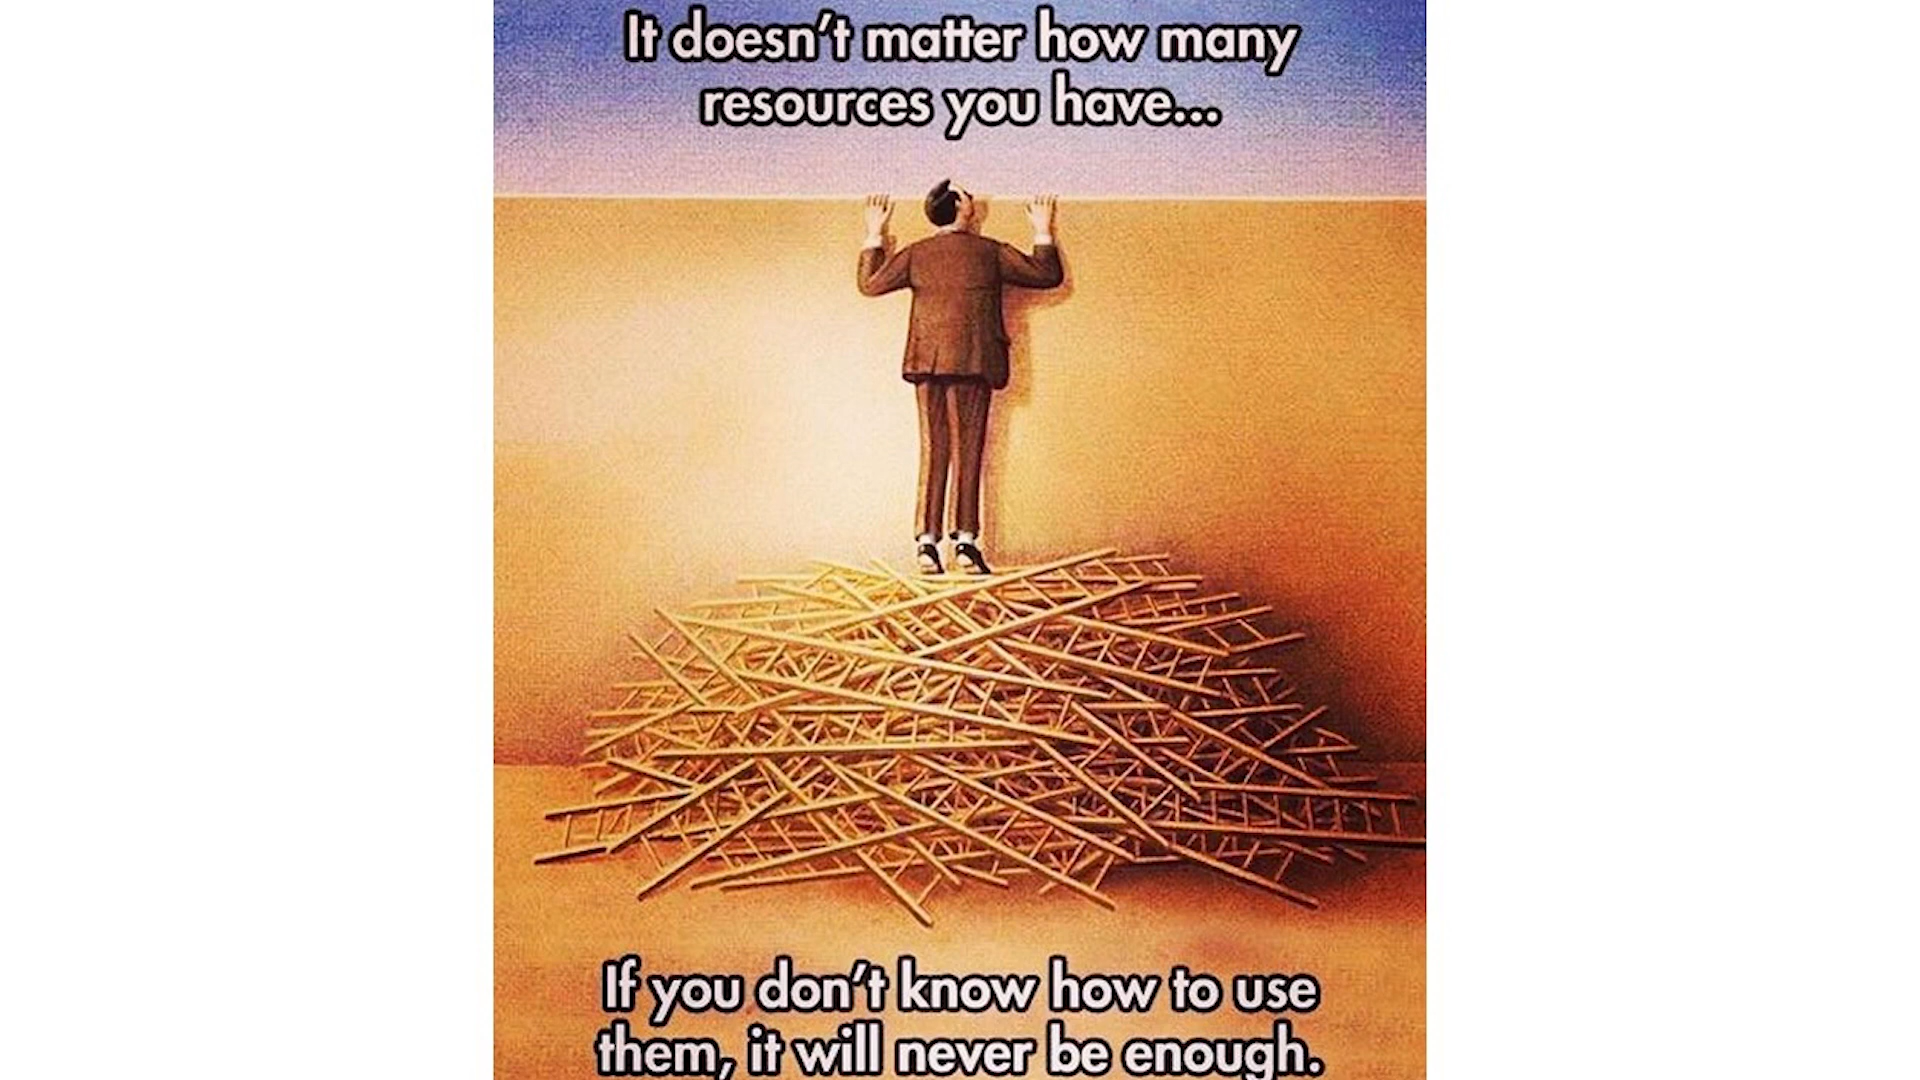 It doesn't matter how many
resources you have...
If you don't know how to use
them, it will never be enough.